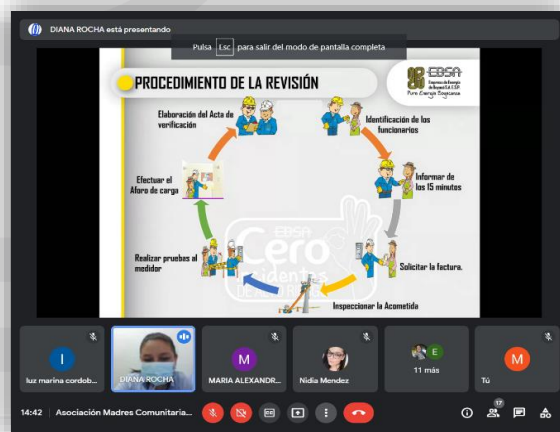 DIANA ROCHA está presentando
Pulsa Esc para salir del modo de pantalla completa
PROCEDIMIENTO DE LA REVISIÓN
EBSA
Empresa de Energía
de Boyacá S.A. E.S.P.
Pura Energía Boyacense
Elaboración del Acta de
verificación
Identificación de los
funcionarios
Efectuar el
Aforo de carga
Informar de
los 15 minutos
Realizar pruebas al
medidor
Solicitar la factura.
Inspeccionar la Acometida
EBSA
Cero
luz marina cordob...
DIANA ROCHA
MARIA ALEXANDR...
Nidia Mendez
11 más
Tú
l
M
E
M
14:42 | Asociación Madres Comunitaria...
17